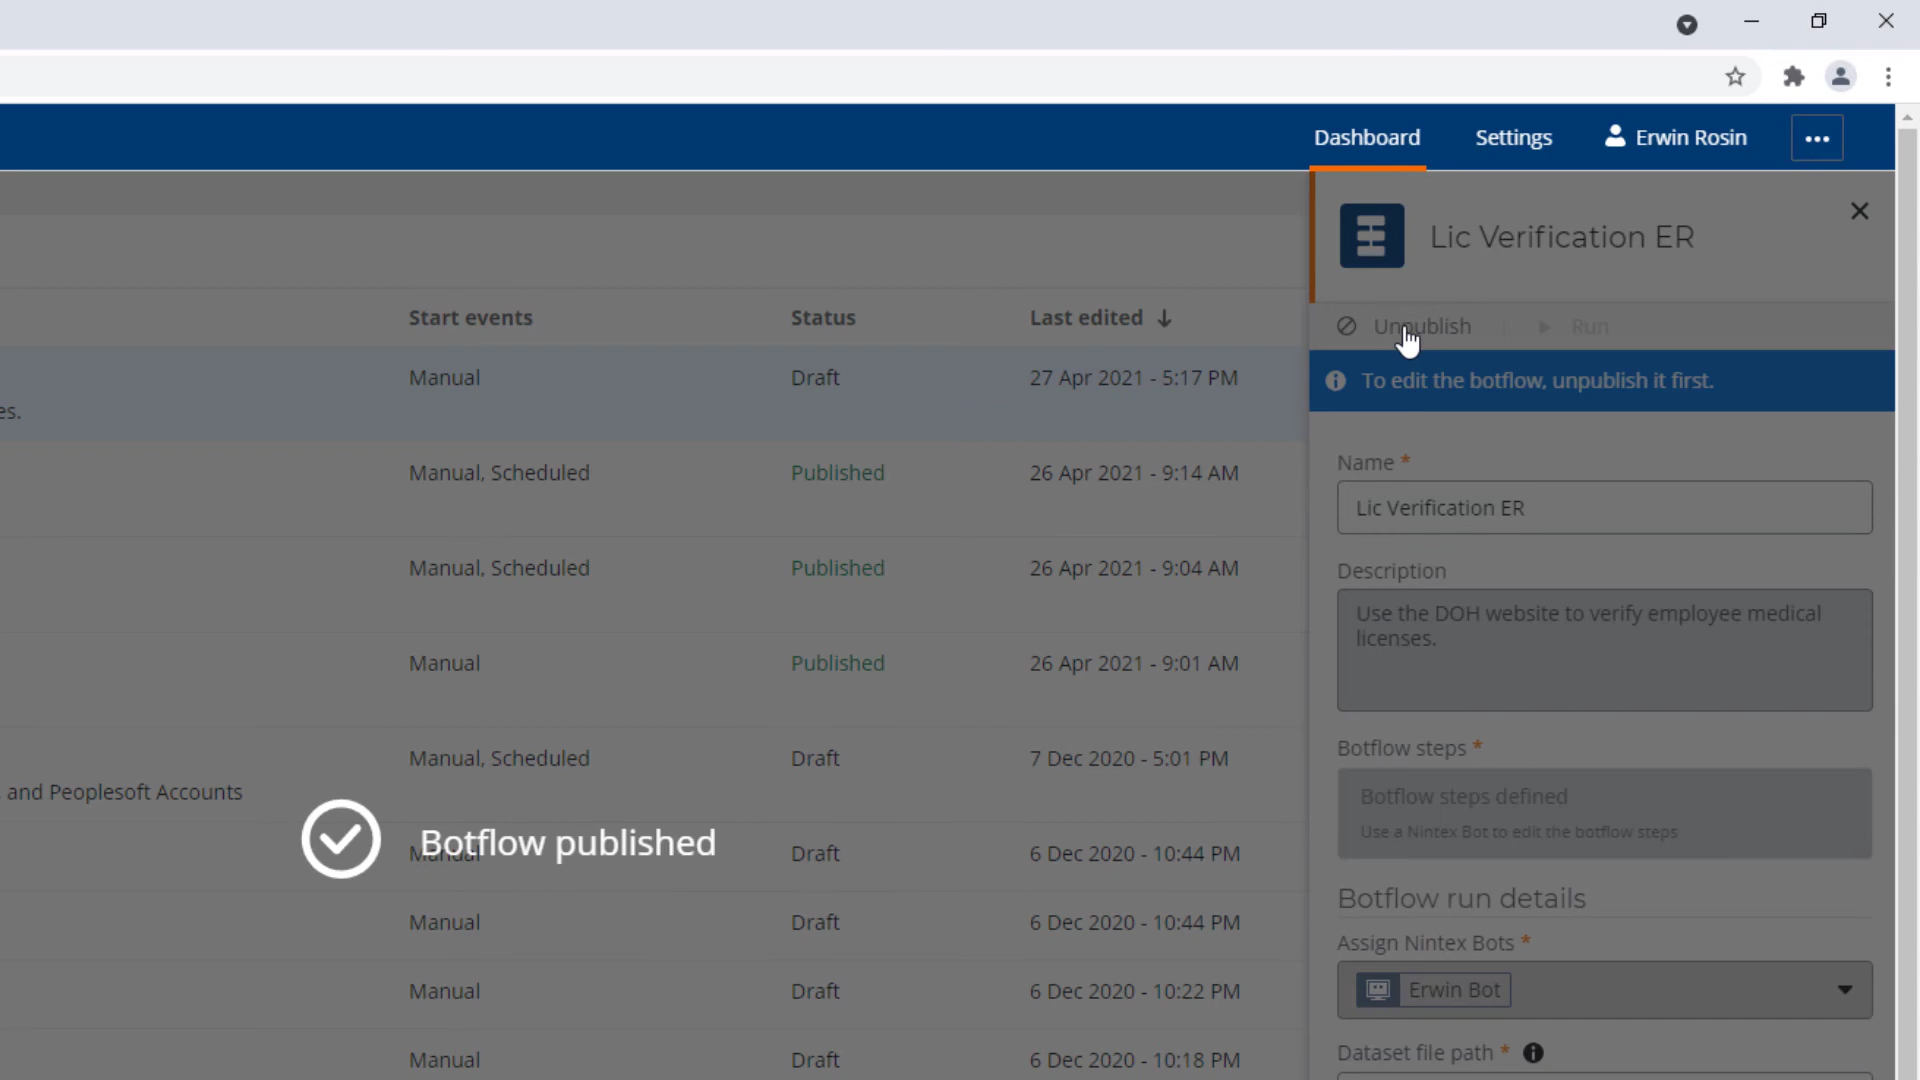 Dashboard
Settings
Erwin Rosin
Lic Verification ER
Start events
Status
Last edited
Unpublish
Run
Manual
Draft
27 Apr 2021 - 5:17 PM
To edit the botflow, unpublish it first.
es.
Manual, Scheduled
Published
26 Apr 2021 - 9:14 AM
Name *
Lic Verification ER
Manual, Scheduled
Published
26 Apr 2021 - 9:04 AM
Description
Use the DOH website to verify employee medical
licenses.
Manual
Published
26 Apr 2021 - 9:01 AM
Manual, Scheduled
Draft
7 Dec 2020 - 5:01 PM
Botflow steps *
Botflow steps defined
Use a Nintex Bot to edit the botflow steps
and Peoplesoft Accounts
Botflow published
Manual
Draft
6 Dec 2020 - 10:44 PM
Botflow run details
Manual
Draft
6 Dec 2020 - 10:44 PM
Assign Nintex Bots *
Erwin Bot
Manual
Draft
6 Dec 2020 - 10:22 PM
Manual
Draft
6 Dec 2020 - 10:18 PM
Dataset file path *